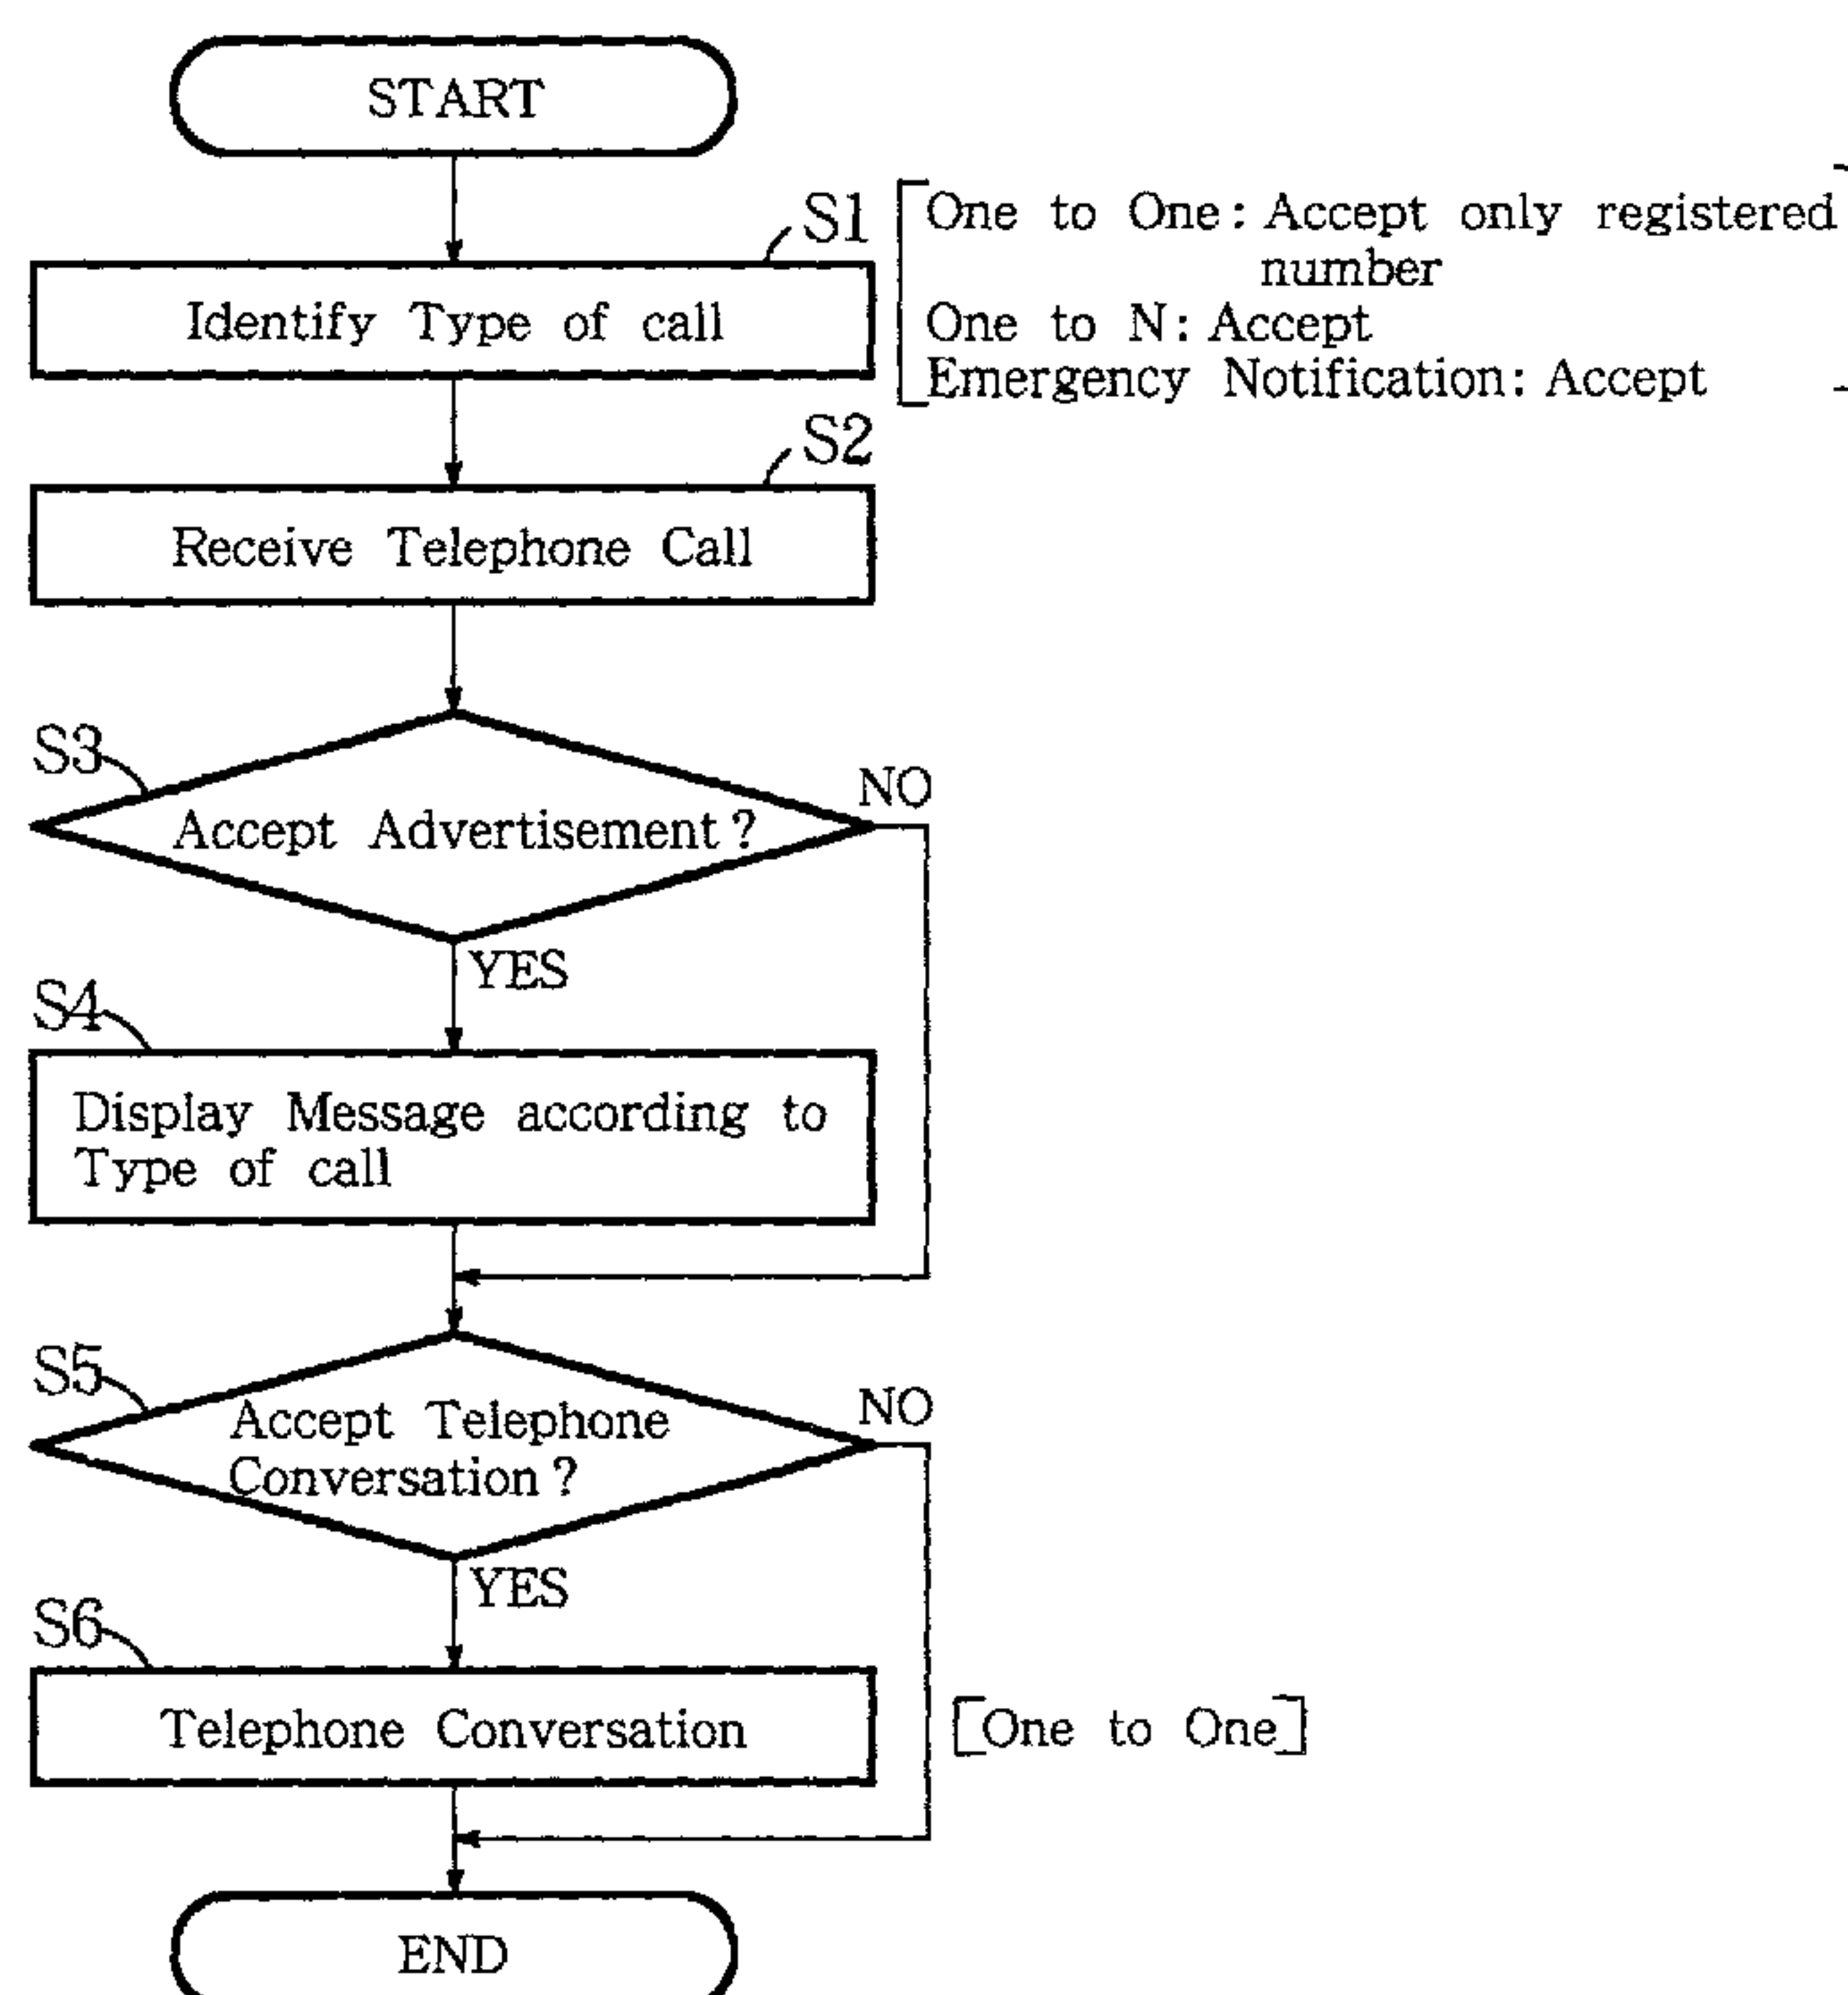 START
S1
One to One: Accept only registered
number
One to N: Accept
Emergency Notification: Accept
Identify Type of call
S2
Receive Telephone Call
S3
NO
Accept Advertisement?
YES
S4
Display Message according to
Type of call
S5
NO
Accept Telephone
Conversation?
YES
S6
Telephone Conversation
[One to One]
END